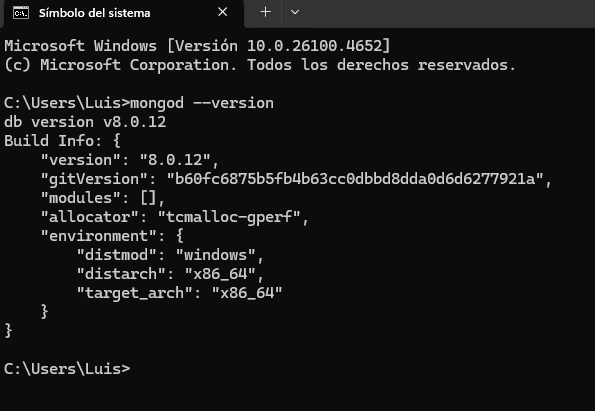 Símbolo del sistema
Microsoft Windows [Versión 10.0.26100.4652]
(c) Microsoft Corporation. Todos los derechos reservados.
C:\Users\Luis>mongod --version
db version v8.0.12
Build Info: {
    "version": "8.0.12",
    "gitVersion": "b60fc6875b5fb4b63cc0dbbd8dda0d6d6277921a",
    "modules": [],
    "allocator": "tcmalloc-gperf",
    "environment": {
        "distmod": "windows",
        "distarch": "x86_64",
        "target_arch": "x86_64"
    }
}
C:\Users\Luis>